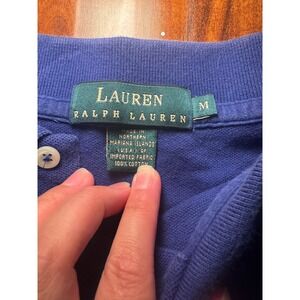 LAUREN
RALPH LAUREN
M
MADE IN
NORTHERN
MARIANA ISLANDS
(U.S.A.) OF
IMPORTED FABRIC
100% COTTON